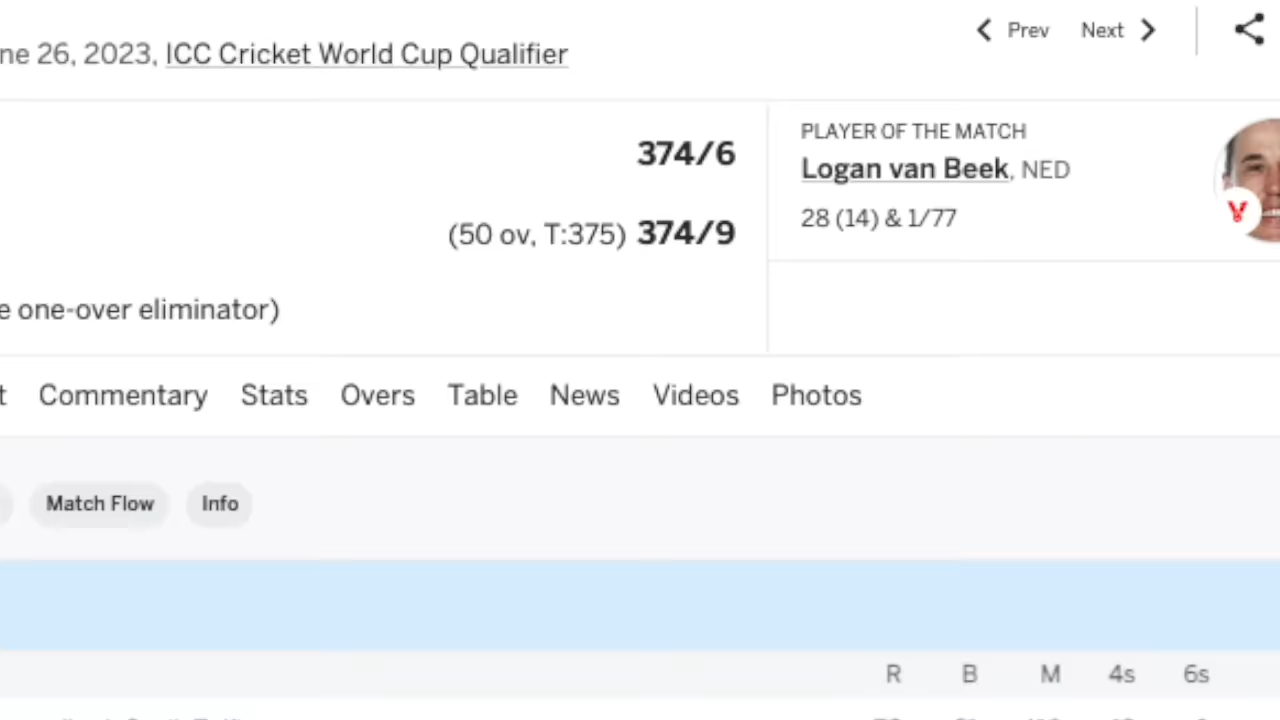 Prev Next
ne 26, 2023, ICC Cricket World Cup Qualifier
374/6
(50 ov, T:375) 374/9
e one-over eliminator)
PLAYER OF THE MATCH
Logan van Beek, NED
28 (14) & 1/77
t Commentary Stats Overs Table News Videos Photos
Match Flow Info
R B M 4s 6s